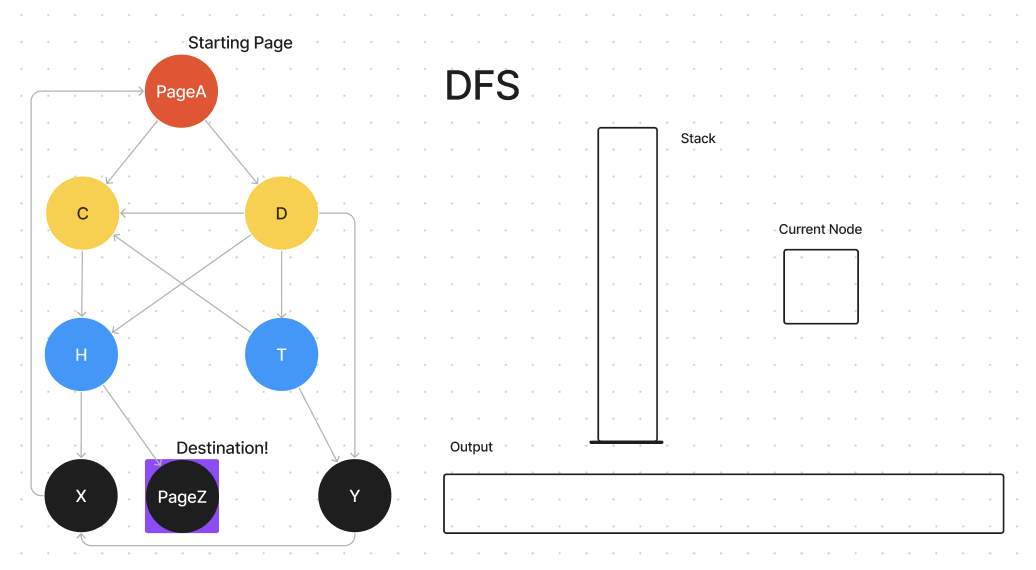 Starting Page
PageA
DFS
Stack
C
D
Current Node
H
T
Destination!
Output
X
PageZ
Y